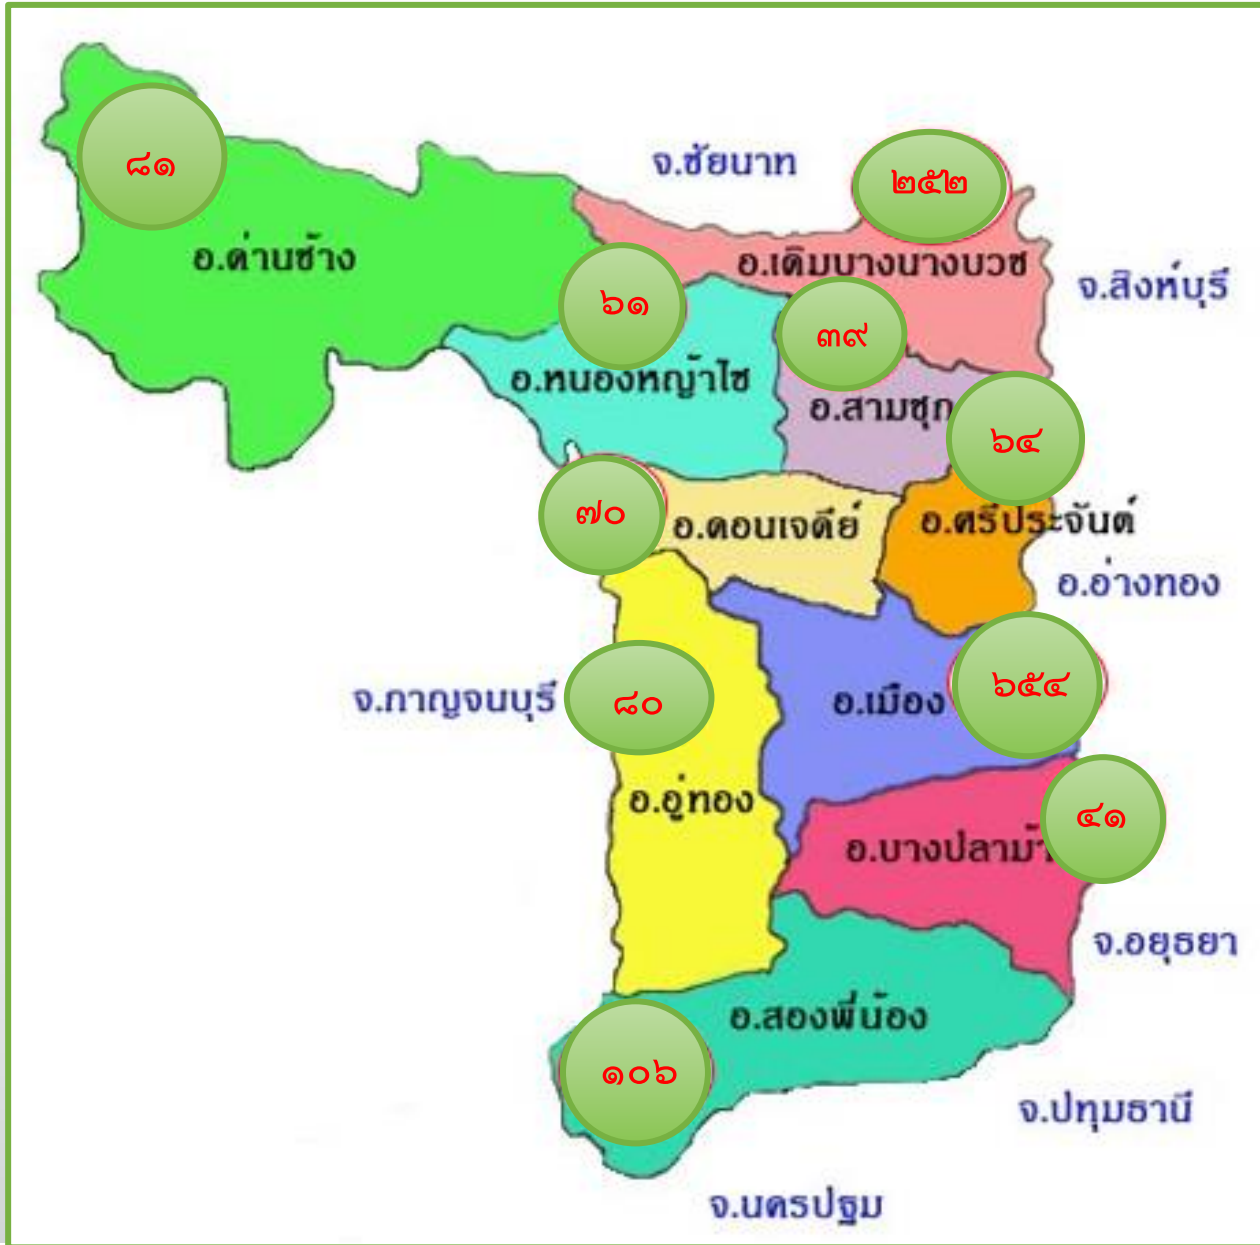 ๘๑
จ.ชัยนาท
๒๕๒
อ.ด่านช้าง
อ.เดิมบางนางบวช
จ.สิงห์บุรี
๖๑
๓๙
อ.หนองหญ้าไซ
อ.สามชุก
๖๔
๗๐
อ.ดอนเจดีย์
อ.ศรีประจันต์
อ.อ่างทอง
จ.กาญจนบุรี
๘๐
อ.เมือง
๖๕๔
อ.อู่ทอง
๔๑
อ.บางปลาม้า
จ.อยุธยา
อ.สองพี่น้อง
๑๐๖
จ.ปทุมธานี
จ.นครปฐม